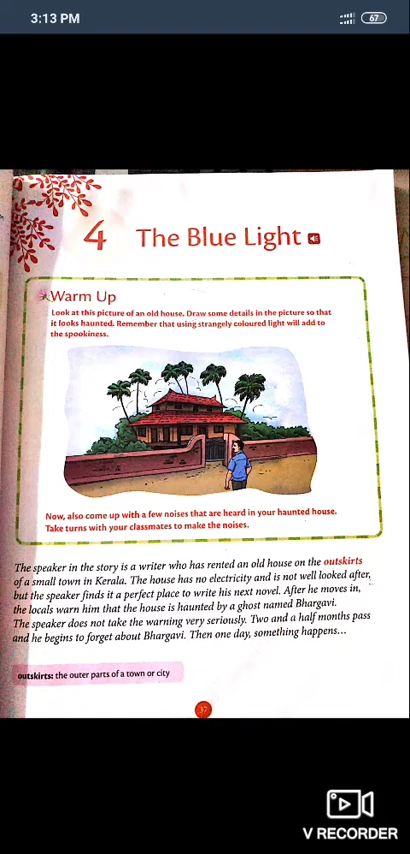 3:13 PM
67
4 The Blue Light
Warm Up
Look at this picture of an old house. Draw some details in the picture so that
it looks haunted. Remember that using strangely coloured light will add to
the spookiness.
Now, also come up with a few noises that are heard in your haunted house.
Take turns with your classmates to make the noises.
The speaker in the story is a writer who has rented an old house on the outskirts
of a small town in Kerala. The house has no electricity and is not well looked after,
but the speaker finds it a perfect place to write his next novel. After he moves in,
the locals warn him that the house is haunted by a ghost named Bhargavi.
The speaker does not take the warning very seriously. Two and a half months pass
and he begins to forget about Bhargavi. Then one day, something happens...
outskirts: the outer parts of a town or city
37
V RECORDER